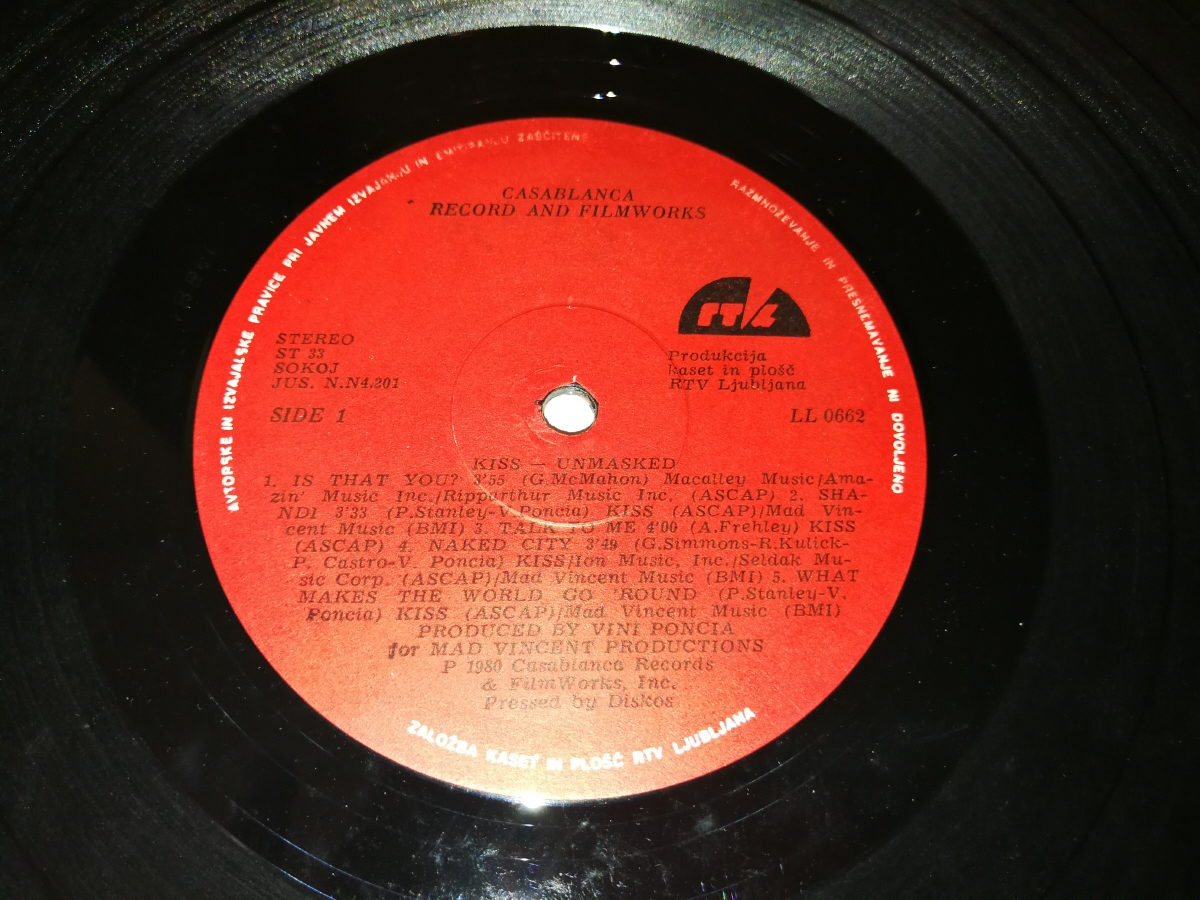 AVTORSKE IN IZVAJALSKE PRAVICE PRI JAVNEM IZVAJANJU IN EMITIRANJU ZAŠČITENE
RAZMNOŽEVANJE IN PRESNEMAVANJE NI DOVOLJENO
CASABLANCA
RECORD AND FILMWORKS
RTVL
STEREO
ST 33
SOKOJ
JUS. N.N4.201
Produkcija
kaset in plošč
RTV Ljubljana
SIDE 1
LL 0662
KISS — UNMASKED
1. IS THAT YOU? 3'55 (G.McMahon) Macalley Music/Ama-
zin' Music Inc./Ripparthur Music Inc. (ASCAP) 2. SHA-
NDI 3'33 (P.Stanley-V.Poncia) KISS (ASCAP)/Mad Vin-
cent Music (BMI) 3. TALK TO ME 4'00 (A.Frehley) KISS
(ASCAP) 4. NAKED CITY 3'49 (G.Simmons-R.Kulick-
P. Castro-V. Poncia) KISS/Ion Music, Inc./Seldak Mu-
sic Corp. (ASCAP)/Mad Vincent Music (BMI) 5. WHAT
MAKES THE WORLD GO 'ROUND (P.Stanley-V.
Poncia) KISS (ASCAP)/Mad Vincent Music (BMI)
PRODUCED BY VINI PONCIA
for MAD VINCENT PRODUCTIONS
P 1980 Casablanca Records
& FilmWorks, Inc.
Pressed by Diskos
ZALOŽBA KASET IN PLOŠČ RTV LJUBLJANA